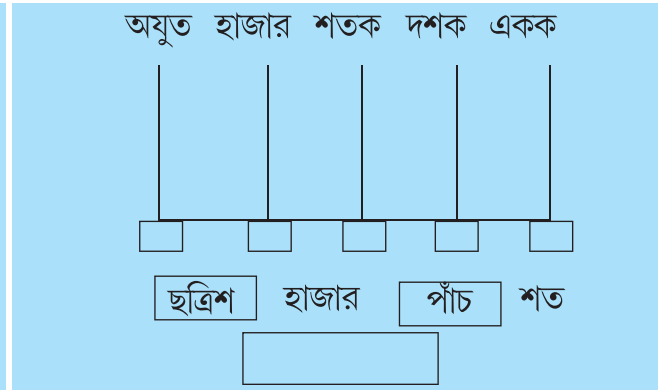 অযুত হাজার শতক দশক একক
ছত্রিশ হাজার পাঁচ শত